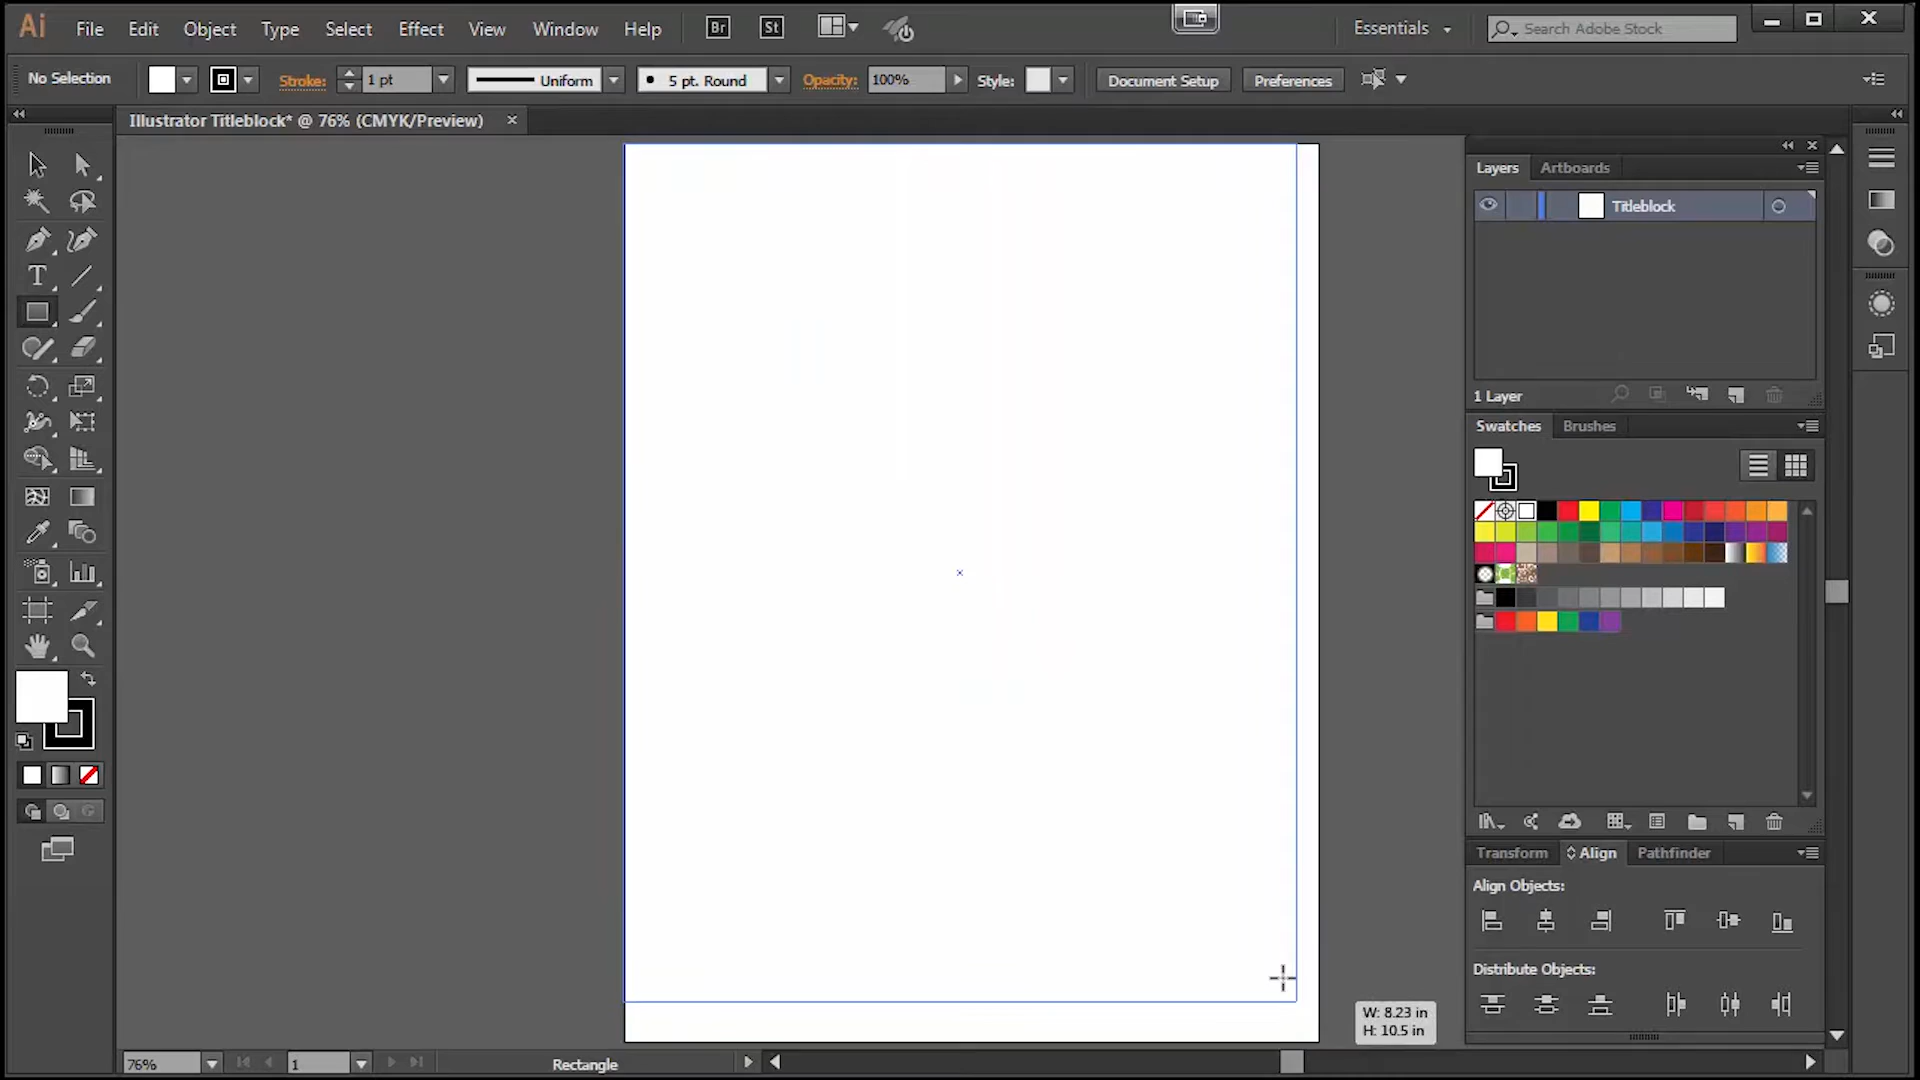 Ai File Edit Object Type Select Effect View Window Help Br St Essentials Search Adobe Stock
No Selection Stroke: 1 pt Uniform 5 pt. Round Opacity: 100% Style: Document Setup Preferences
Illustrator Titleblock* @ 76% (CMYK/Preview)
Layers Artboards
Titleblock
1 Layer
Swatches Brushes
Transform Align Pathfinder
Align Objects:
Distribute Objects:
W: 8.23 in
H: 10.5 in
76% 1 Rectangle